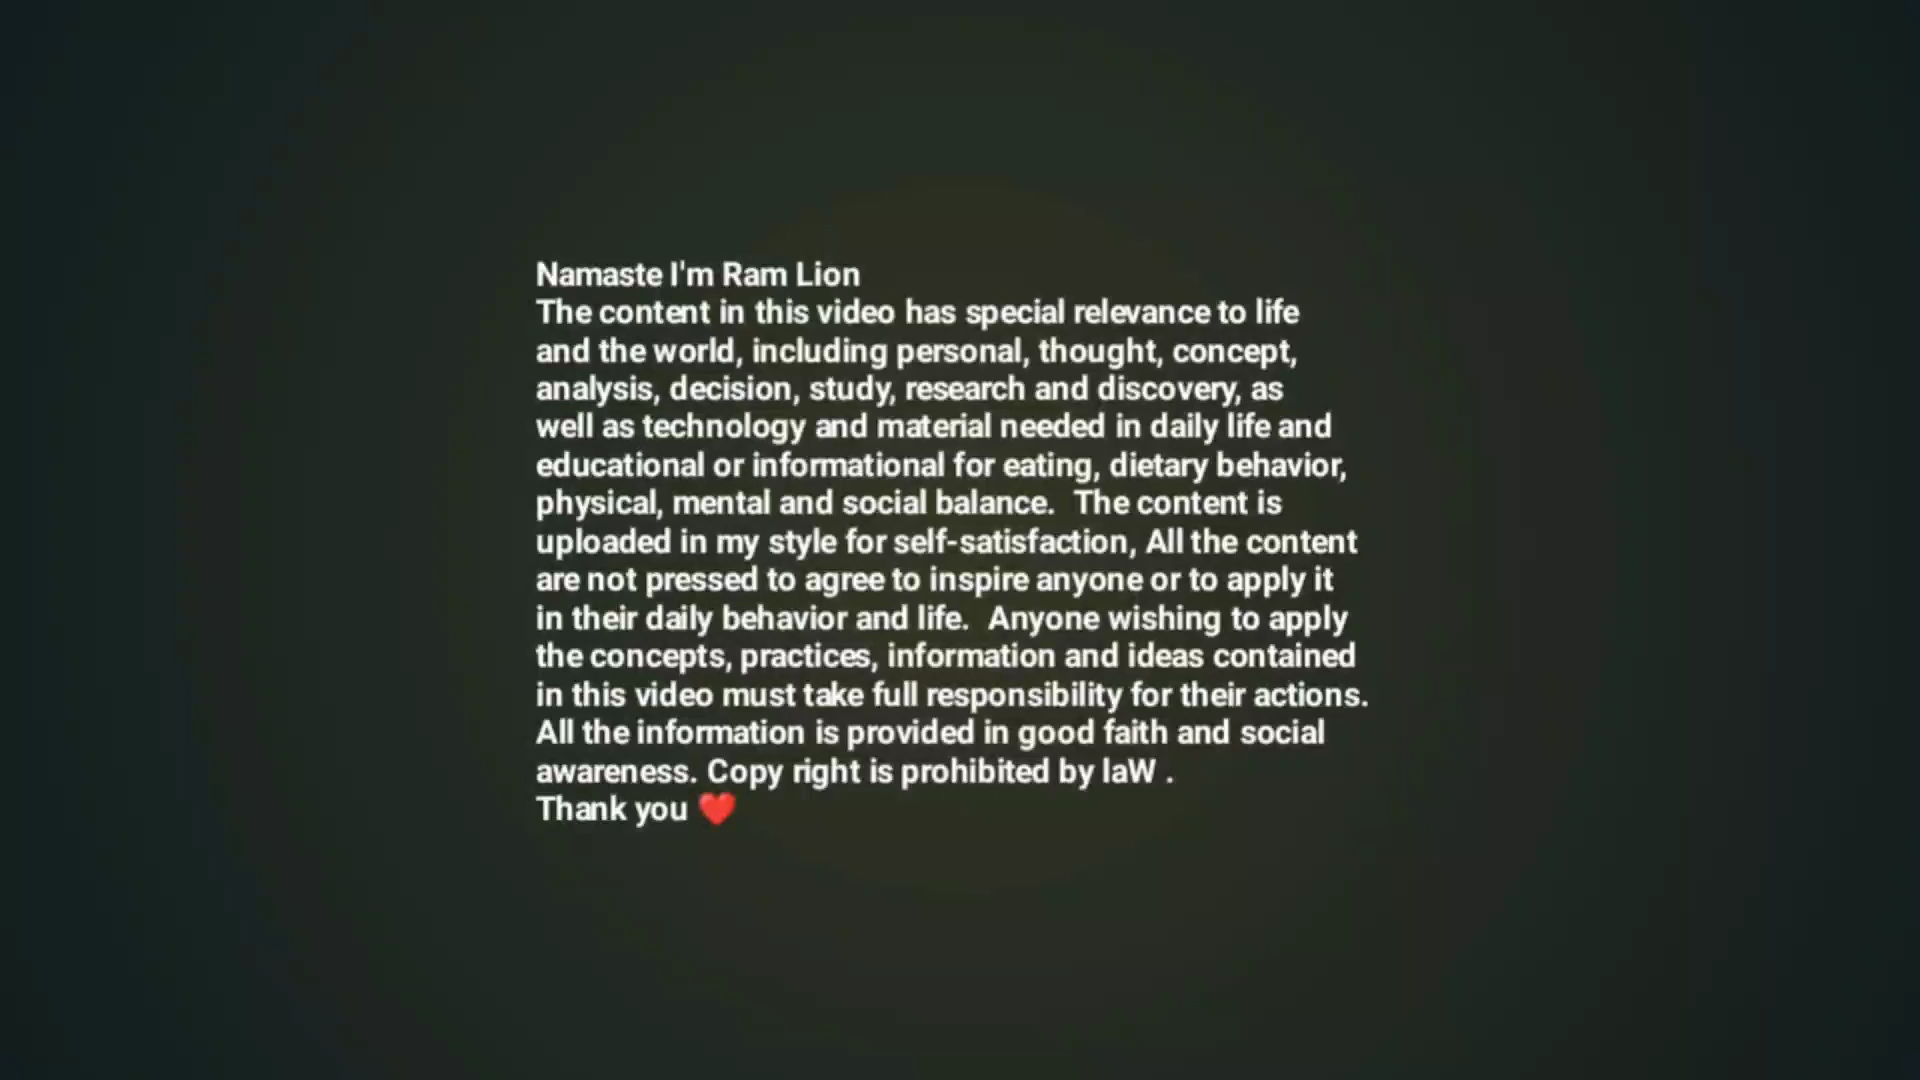 Namaste I'm Ram Lion
The content in this video has special relevance to life
and the world, including personal, thought, concept,
analysis, decision, study, research and discovery, as
well as technology and material needed in daily life and
educational or informational for eating, dietary behavior,
physical, mental and social balance.  The content is
uploaded in my style for self-satisfaction, All the content
are not pressed to agree to inspire anyone or to apply it
in their daily behavior and life.  Anyone wishing to apply
the concepts, practices, information and ideas contained
in this video must take full responsibility for their actions.
All the information is provided in good faith and social
awareness. Copy right is prohibited by laW .
Thank you ❤️